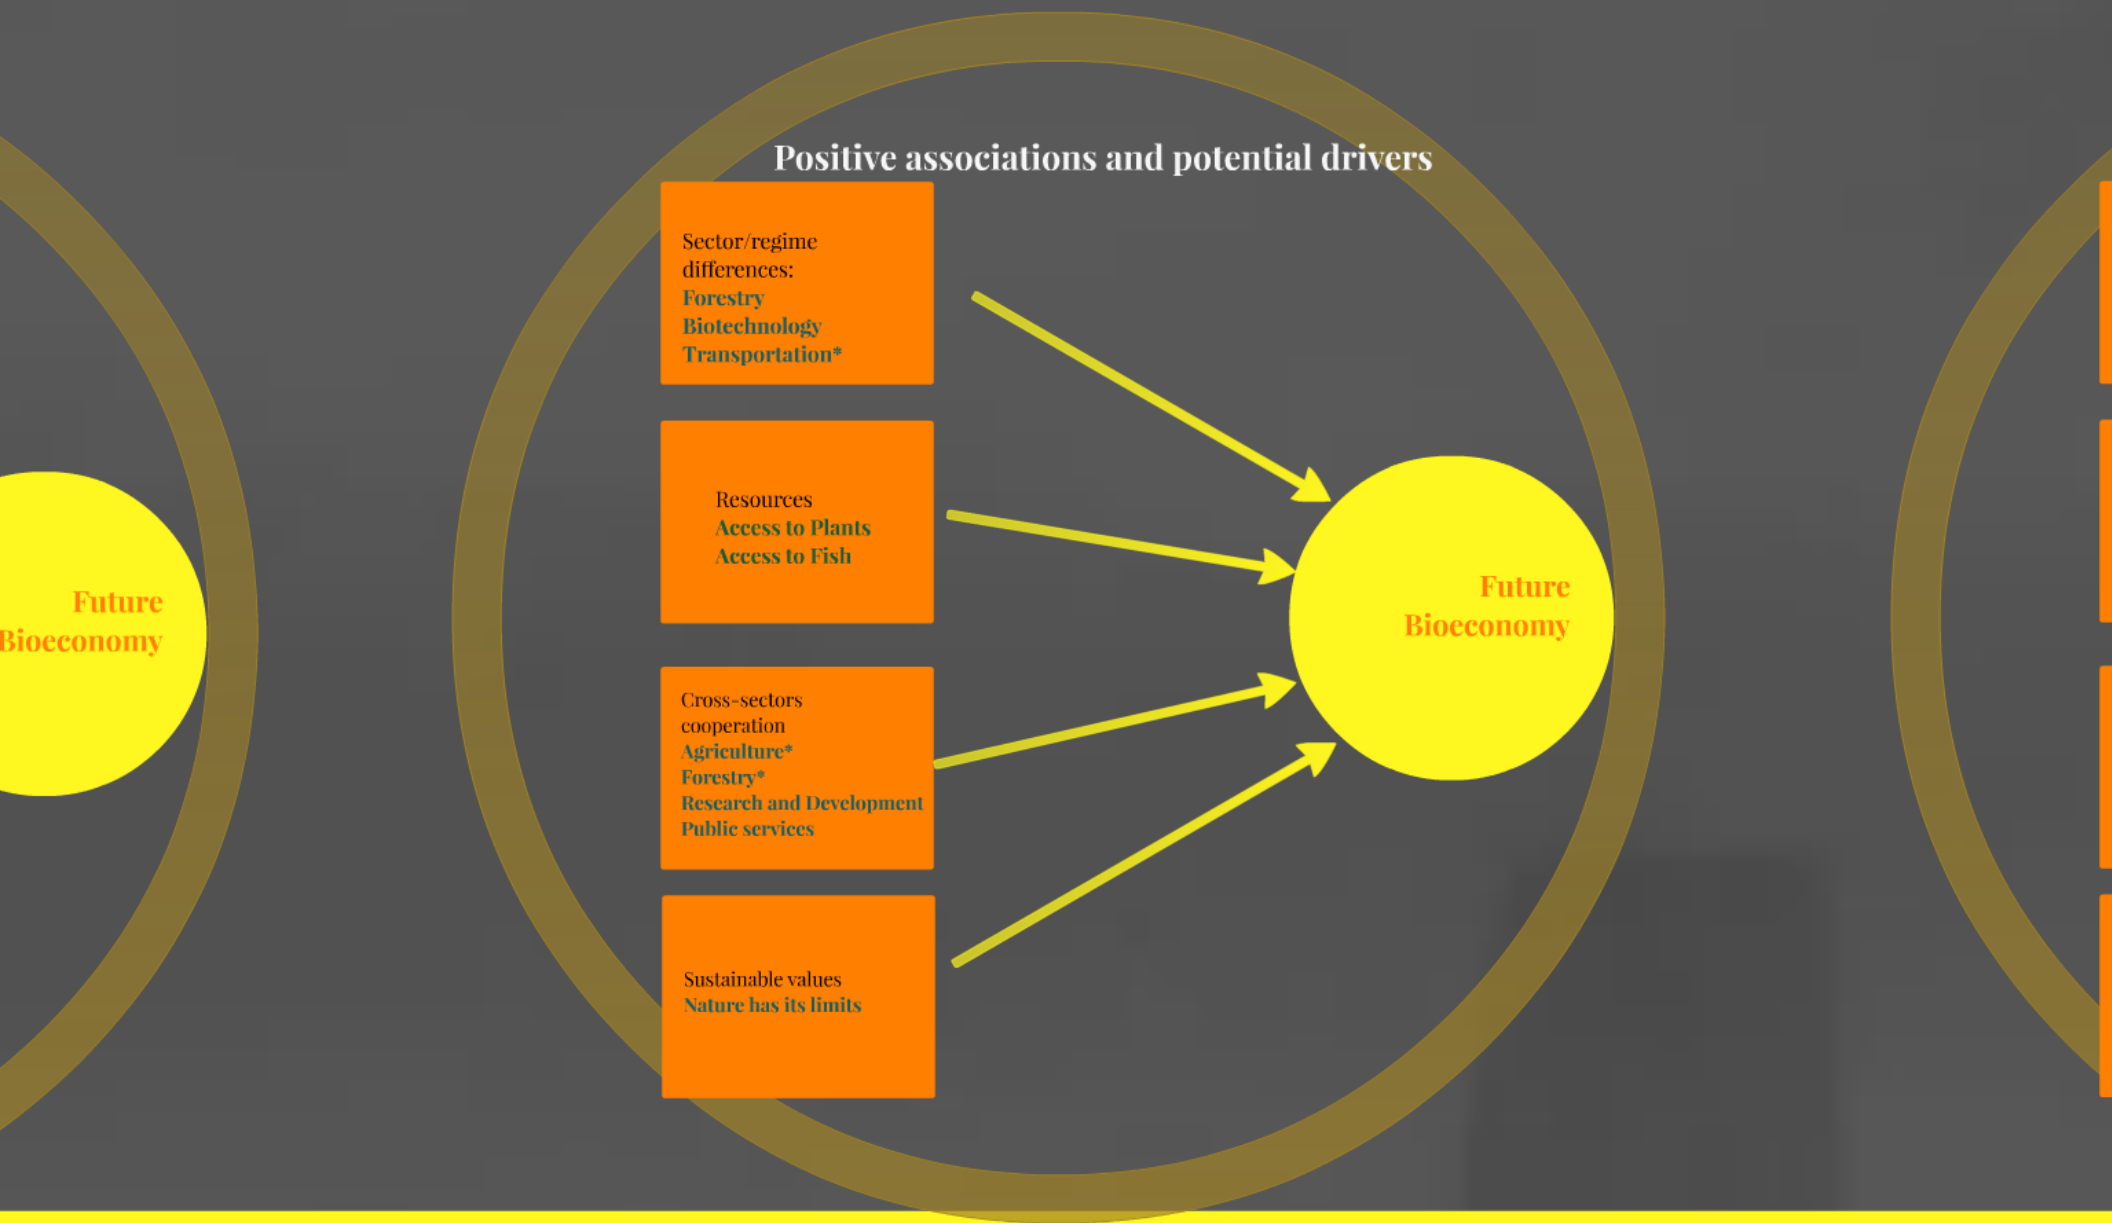 Positive associations and potential drivers
Sector/regime
differences:
Forestry
Biotechnology
Transportation*
Resources
Access to Plants
Access to Fish
Cross-sectors
cooperation
Agriculture*
Forestry*
Research and Development
Public services
Sustainable values
Nature has its limits
Future
Bioeconomy
Future
Bioeconomy